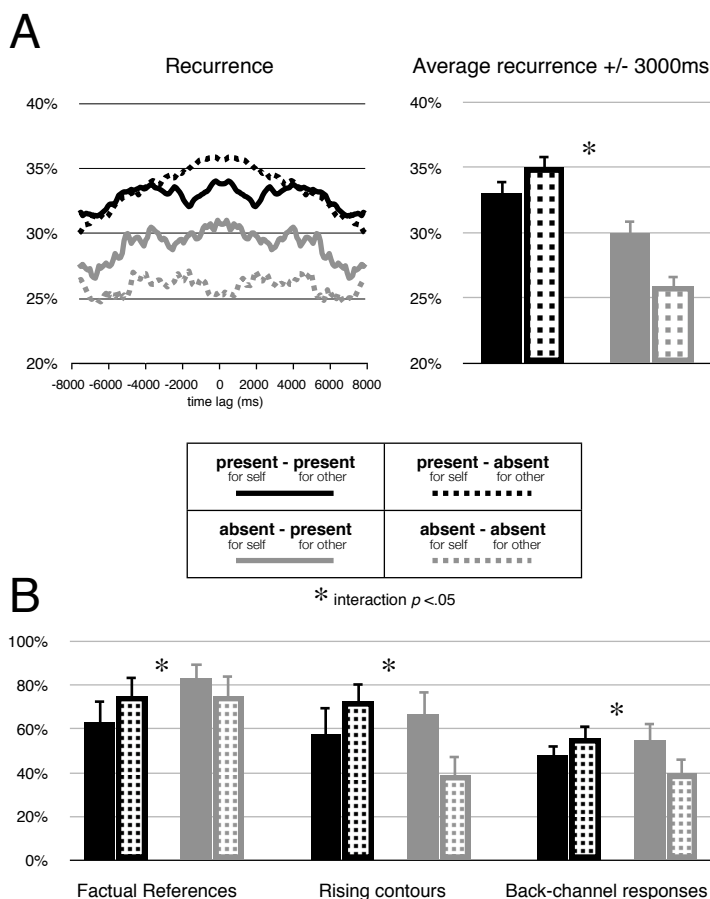 A
Recurrence
Average recurrence +/- 3000ms
40%
35%
30%
25%
20%
-8000 -6000 -4000 -2000 0 2000 4000 6000 8000
time lag (ms)
40%
35%
30%
25%
20%
*
present - present
for self for other
present - absent
for self for other
absent - present
for self for other
absent - absent
for self for other
* interaction p <.05
B
100%
80%
60%
40%
20%
0%
*
*
*
Factual References
Rising contours
Back-channel responses